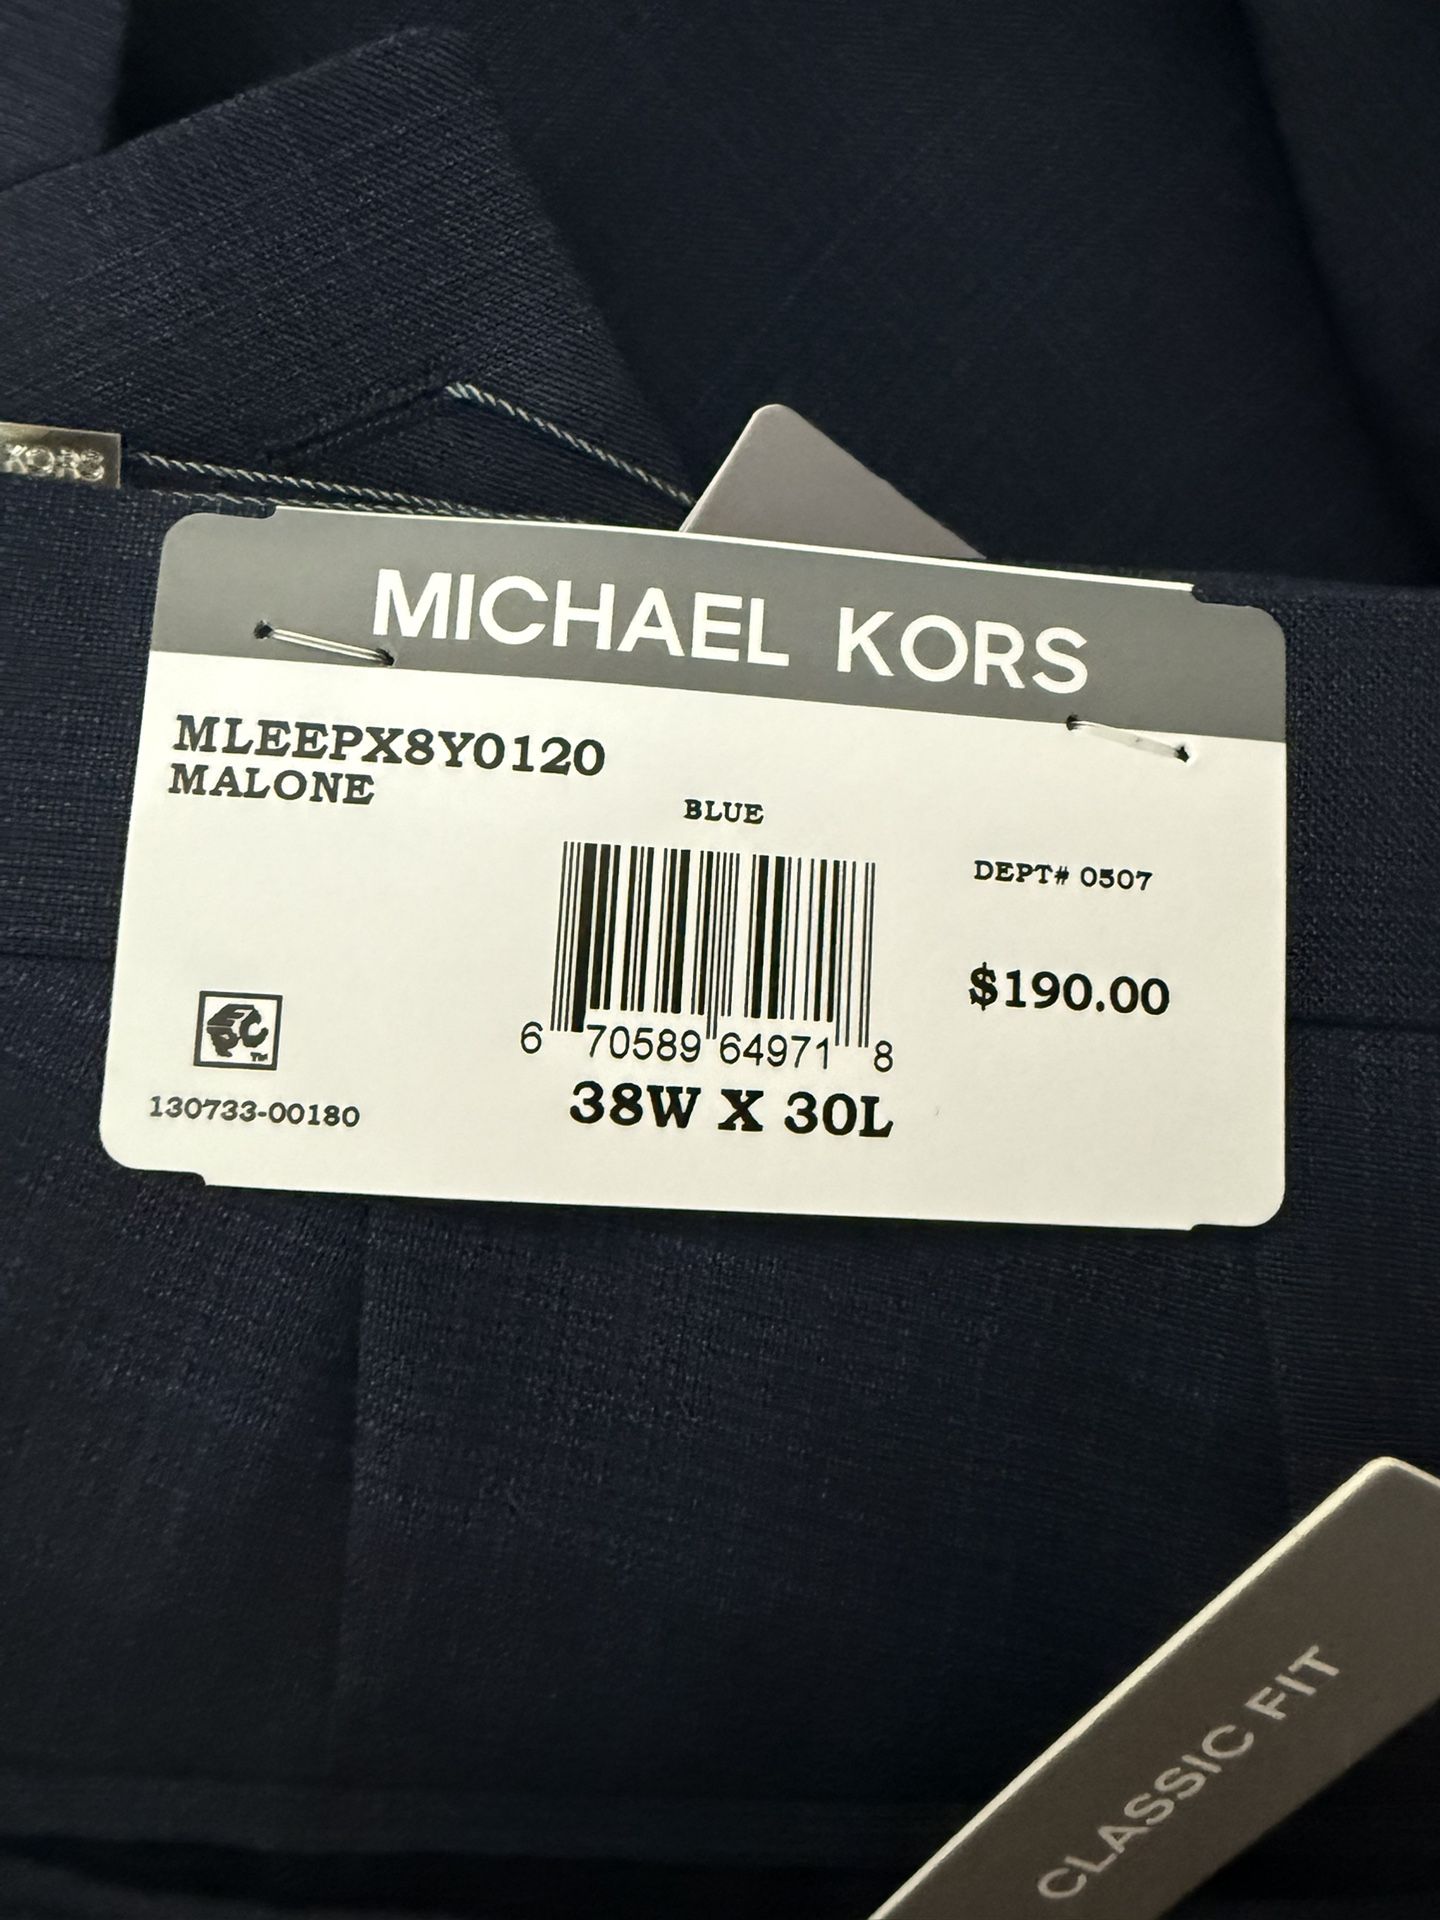 KORS
MICHAEL KORS
MLEEPX8Y0120
MALONE
BLUE
DEPT# 0507
$190.00
6 70589 64971 8
TM
130733-00180
38W X 30L
CLASSIC FIT